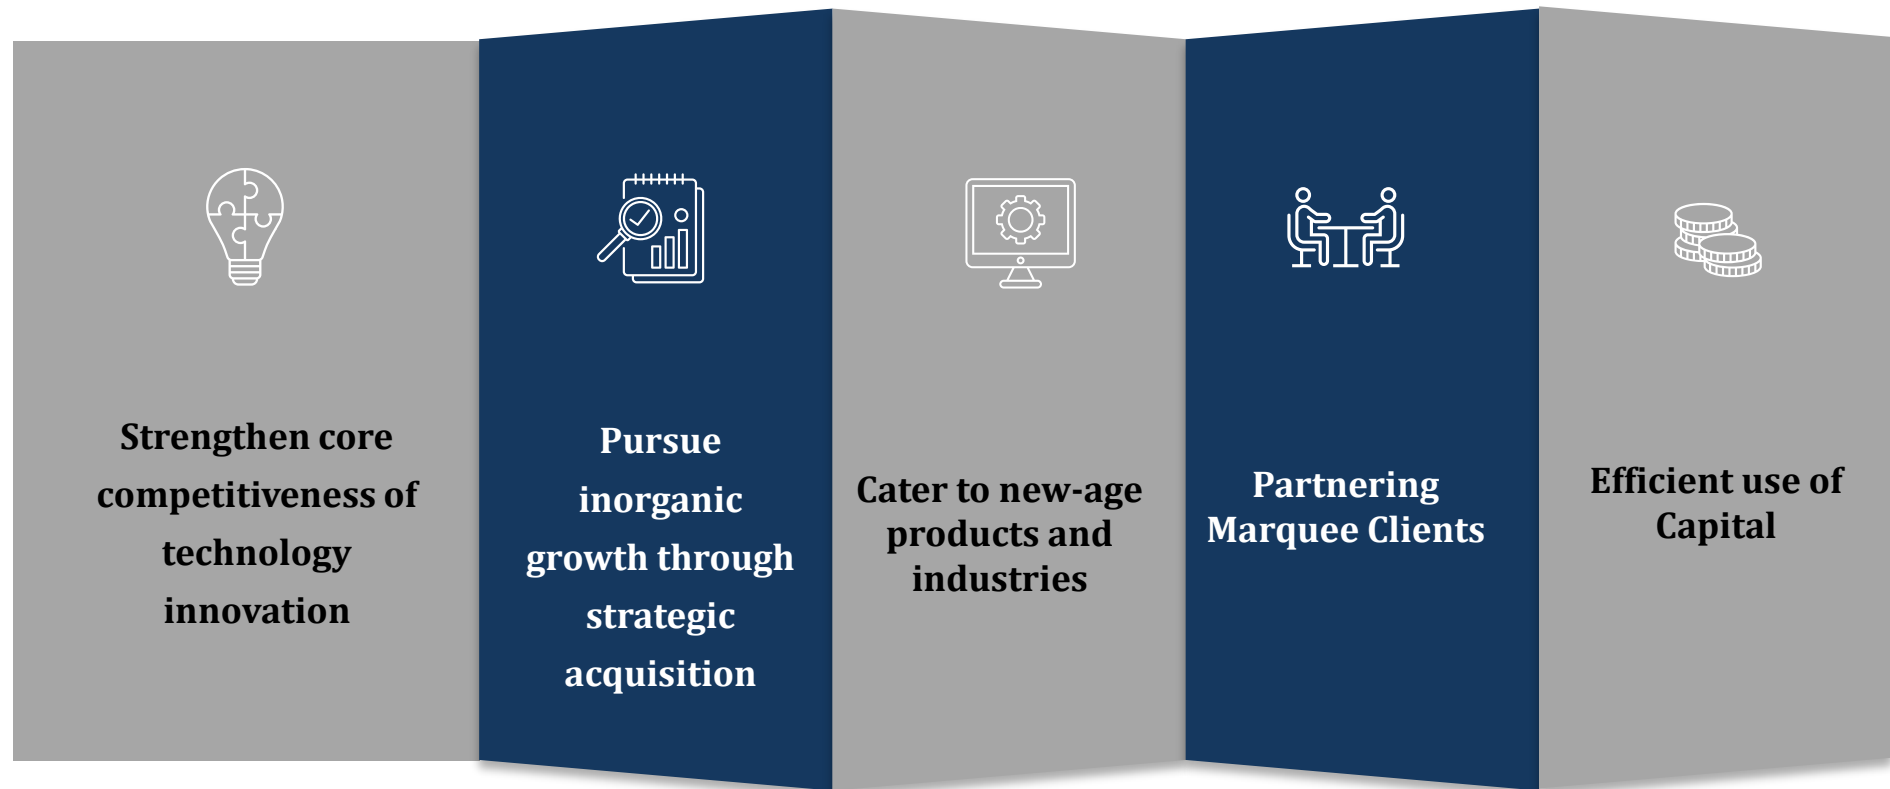 Strengthen core
competitiveness of
technology
innovation
Pursue
inorganic
growth through
strategic
acquisition
Cater to new-age
products and
industries
Partnering
Marquee Clients
Efficient use of
Capital